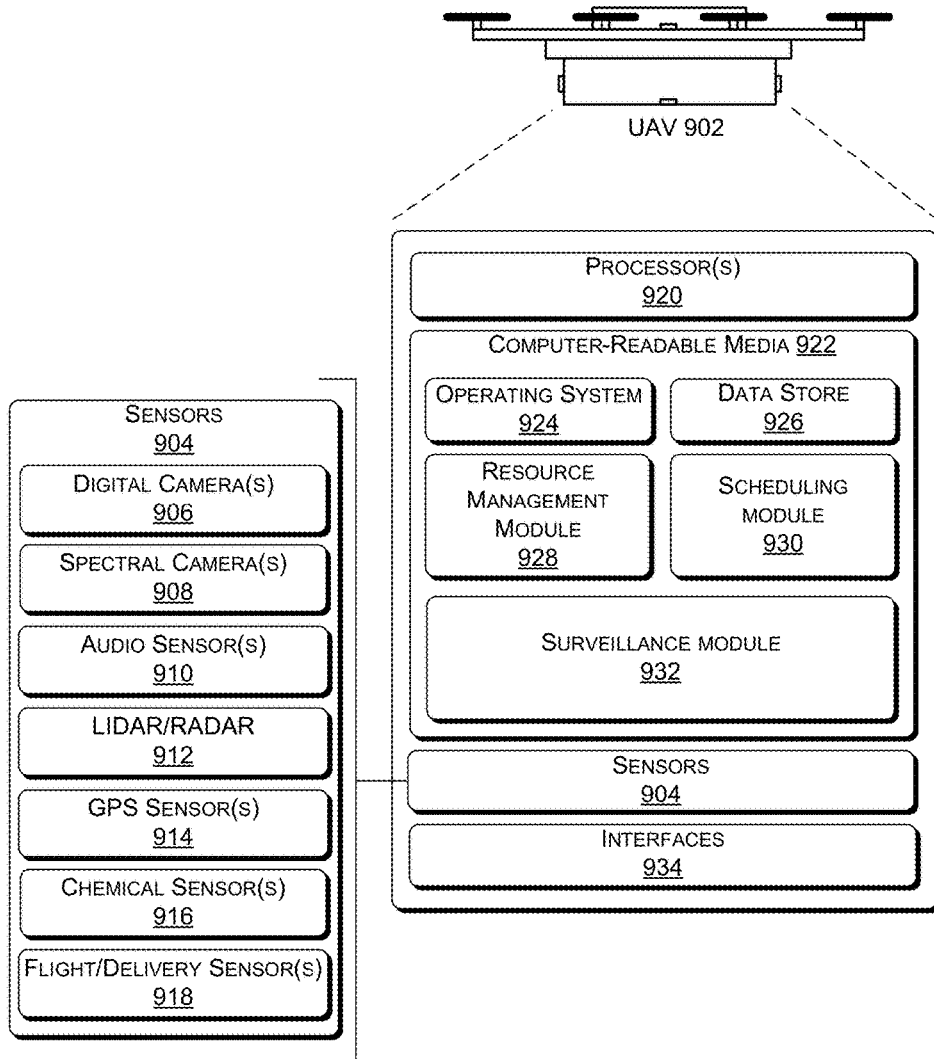 UAV 902
PROCESSOR(S)
920
COMPUTER-READABLE MEDIA 922
OPERATING SYSTEM
924
DATA STORE
926
RESOURCE
MANAGEMENT
MODULE
928
SCHEDULING
MODULE
930
SURVEILLANCE MODULE
932
SENSORS
904
INTERFACES
934
SENSORS
904
DIGITAL CAMERA(S)
906
SPECTRAL CAMERA(S)
908
AUDIO SENSOR(S)
910
LIDAR/RADAR
912
GPS SENSOR(S)
914
CHEMICAL SENSOR(S)
916
FLIGHT/DELIVERY SENSOR(S)
918